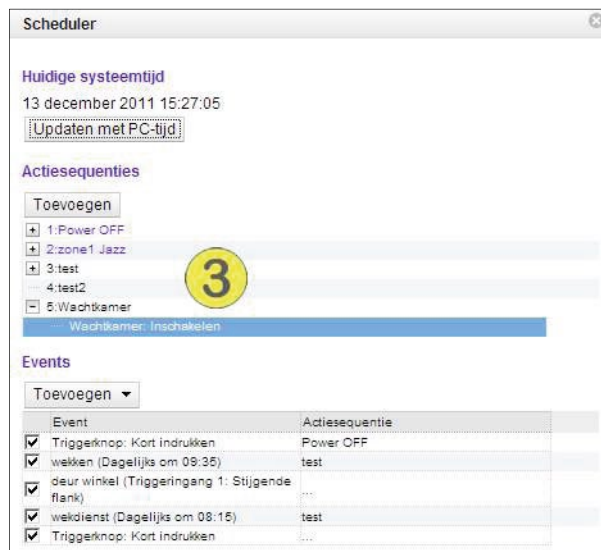 Scheduler
Huidige systeemtijd
13 december 2011 15:27:05
Updaten met PC-tijd
Actiesequenties
Toevoegen
1:Power OFF
2:zone1 Jazz
3:test
4:test2
5:Wachtkamer
Wachtkamer: Inschakelen
3
Events
Toevoegen
Event Actiesequentie
Triggerknop: Kort indrukken Power OFF
wekken (Dagelijks om 09:35) test
deur winkel (Triggeringang 1: Stijgende
flank) ...
wekdienst (Dagelijks om 08:15) test
Triggerknop: Kort indrukken ...